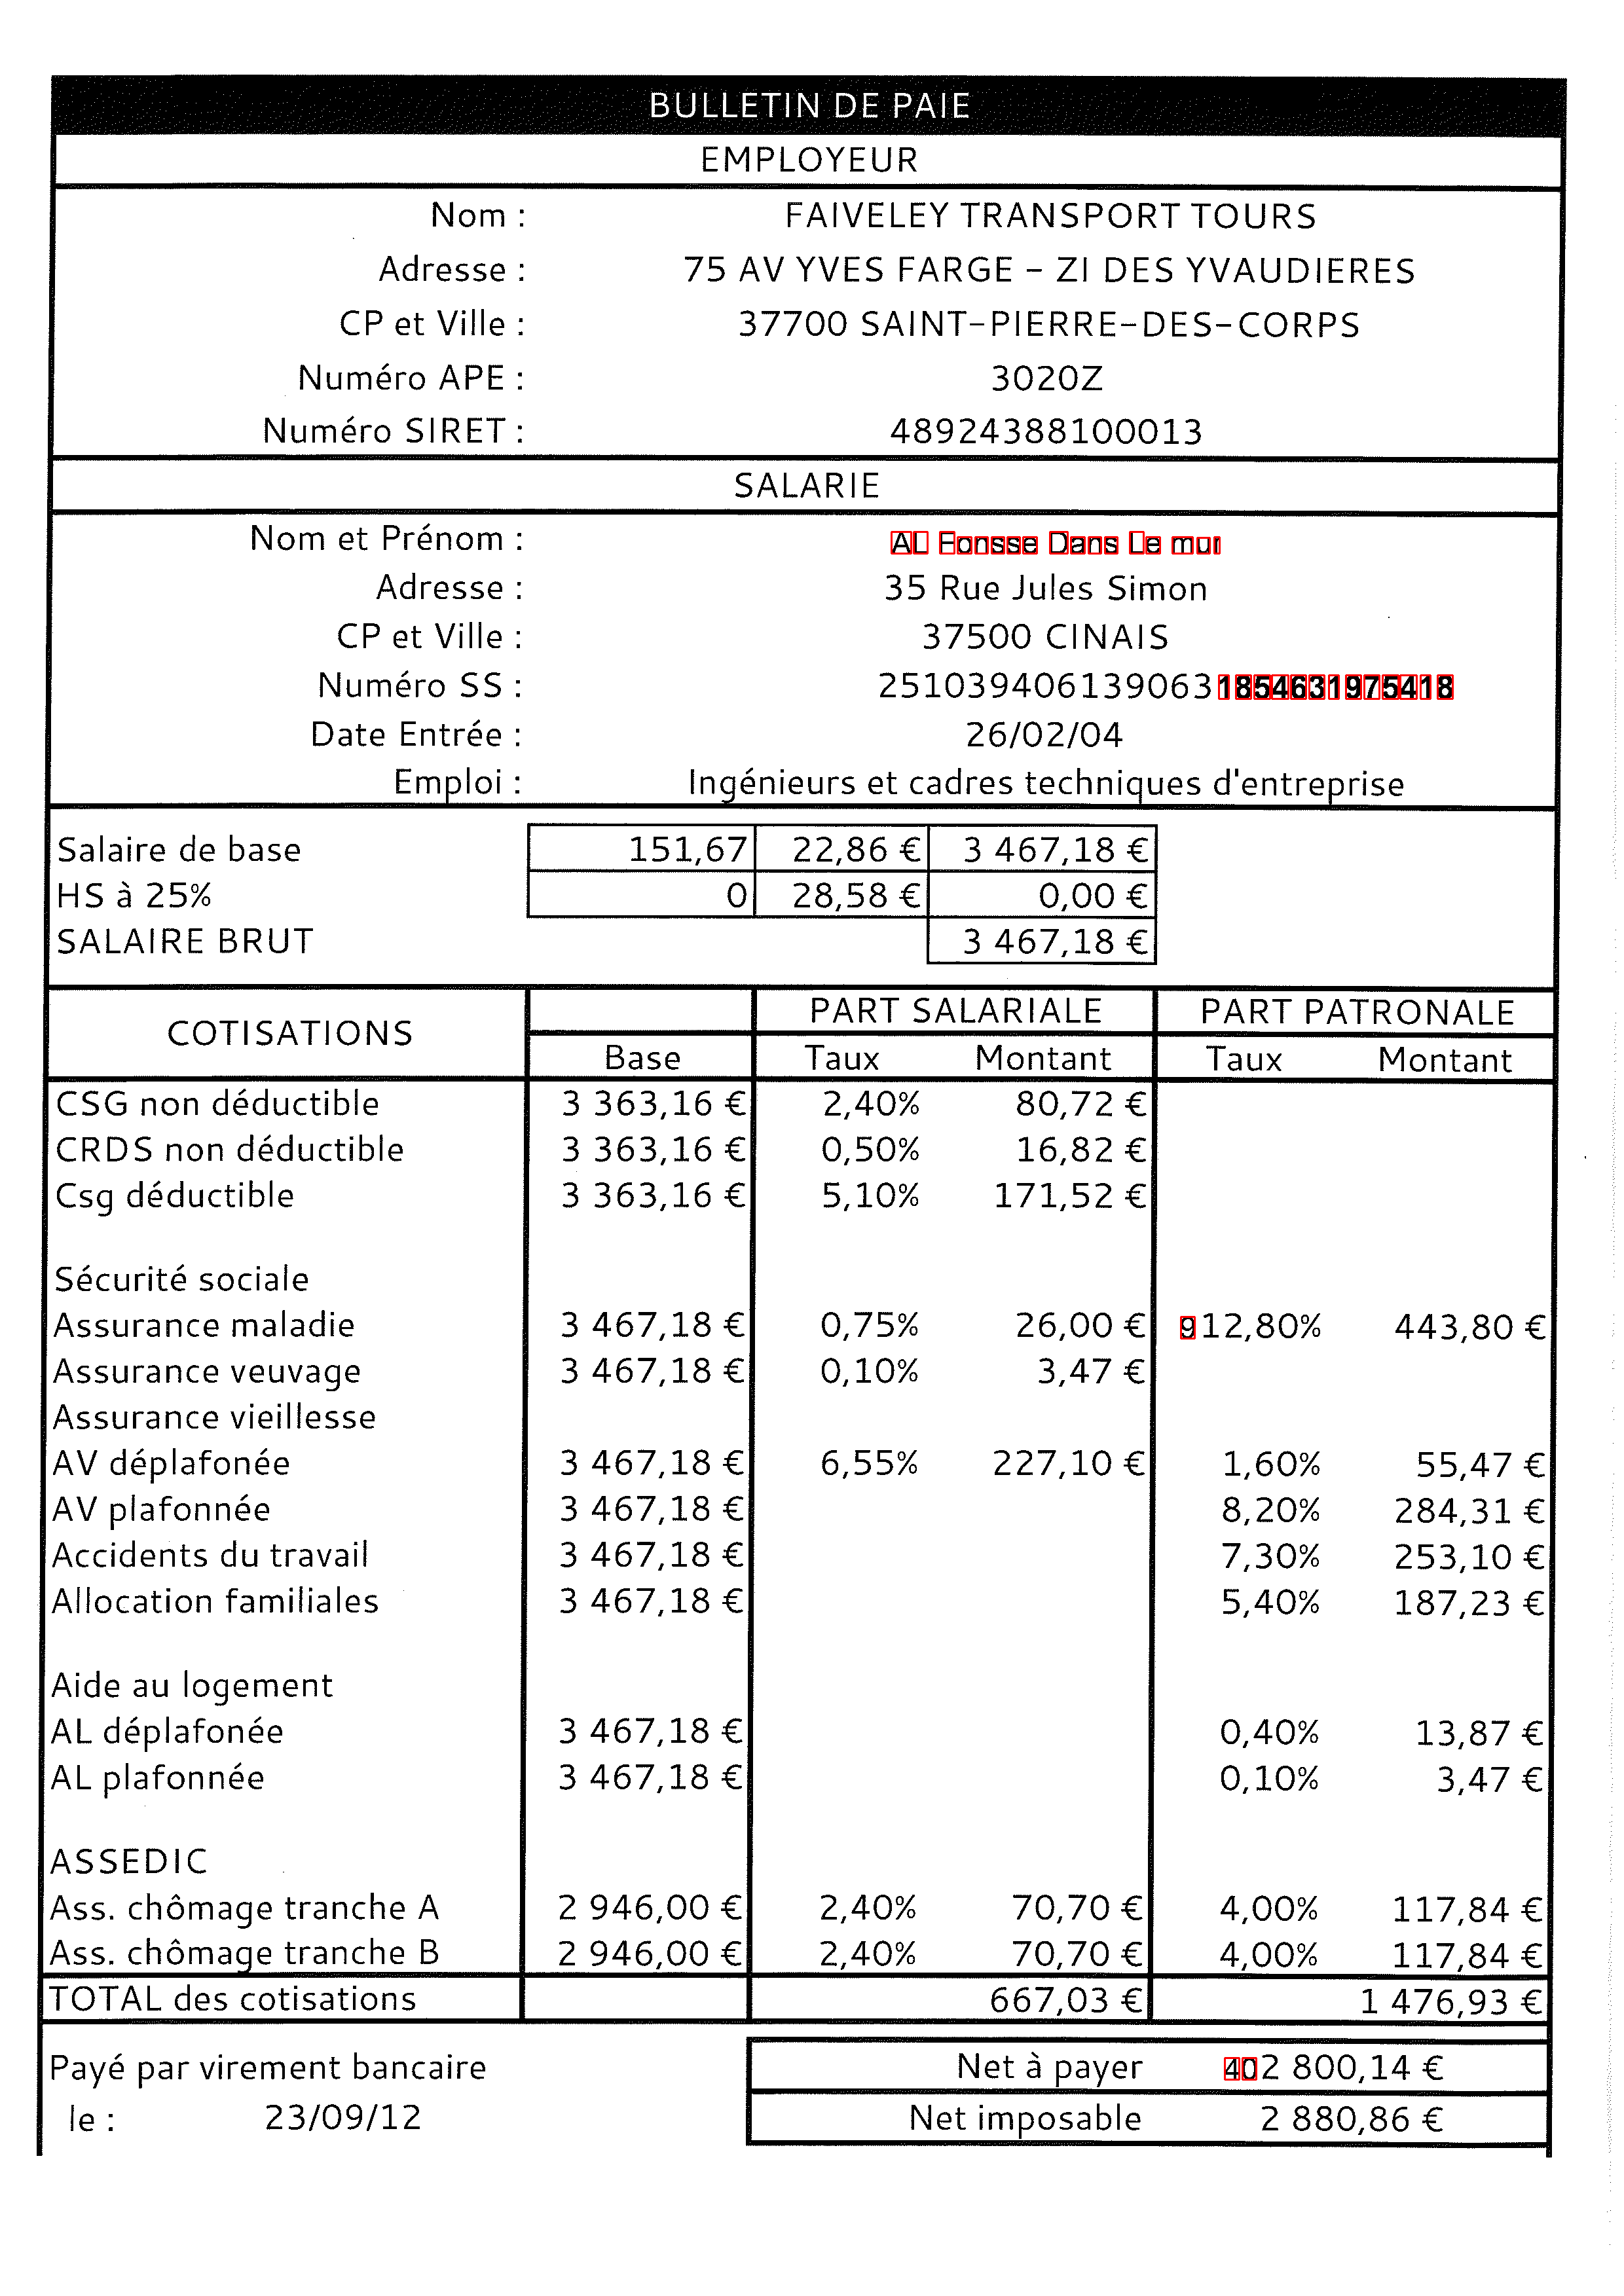 BULLETIN DE PAIE
EMPLOYEUR
Nom : FAIVELEY TRANSPORT TOURS
Adresse : 75 AV YVES FARGE - ZI DES YVAUDIERES
CP et Ville : 37700 SAINT-PIERRE-DES-CORPS
Numéro APE : 3020Z
Numéro SIRET : 48924388100013
SALARIE
Nom et Prénom : AL Fonsse Dans Le mur
Adresse : 35 Rue Jules Simon
CP et Ville : 37500 CINAIS
Numéro SS : 2510394061390631854631975418
Date Entrée : 26/02/04
Emploi : Ingénieurs et cadres techniques d'entreprise
Salaire de base 151,67 22,86 € 3 467,18 €
HS à 25% 0 28,58 € 0,00 €
SALAIRE BRUT 3 467,18 €
COTISATIONS PART SALARIALE PART PATRONALE
Base Taux Montant Taux Montant
CSG non déductible 3 363,16 € 2,40% 80,72 €
CRDS non déductible 3 363,16 € 0,50% 16,82 €
Csg déductible 3 363,16 € 5,10% 171,52 €
Sécurité sociale
Assurance maladie 3 467,18 € 0,75% 26,00 € 912,80% 443,80 €
Assurance veuvage 3 467,18 € 0,10% 3,47 €
Assurance vieillesse
AV déplafonée 3 467,18 € 6,55% 227,10 € 1,60% 55,47 €
AV plafonnée 3 467,18 € 8,20% 284,31 €
Accidents du travail 3 467,18 € 7,30% 253,10 €
Allocation familiales 3 467,18 € 5,40% 187,23 €
Aide au logement
AL déplafonée 3 467,18 € 0,40% 13,87 €
AL plafonnée 3 467,18 € 0,10% 3,47 €
ASSEDIC
Ass. chômage tranche A 2 946,00 € 2,40% 70,70 € 4,00% 117,84 €
Ass. chômage tranche B 2 946,00 € 2,40% 70,70 € 4,00% 117,84 €
TOTAL des cotisations 667,03 € 1 476,93 €
Payé par virement bancaire Net à payer 402 800,14 €
le : 23/09/12 Net imposable 2 880,86 €